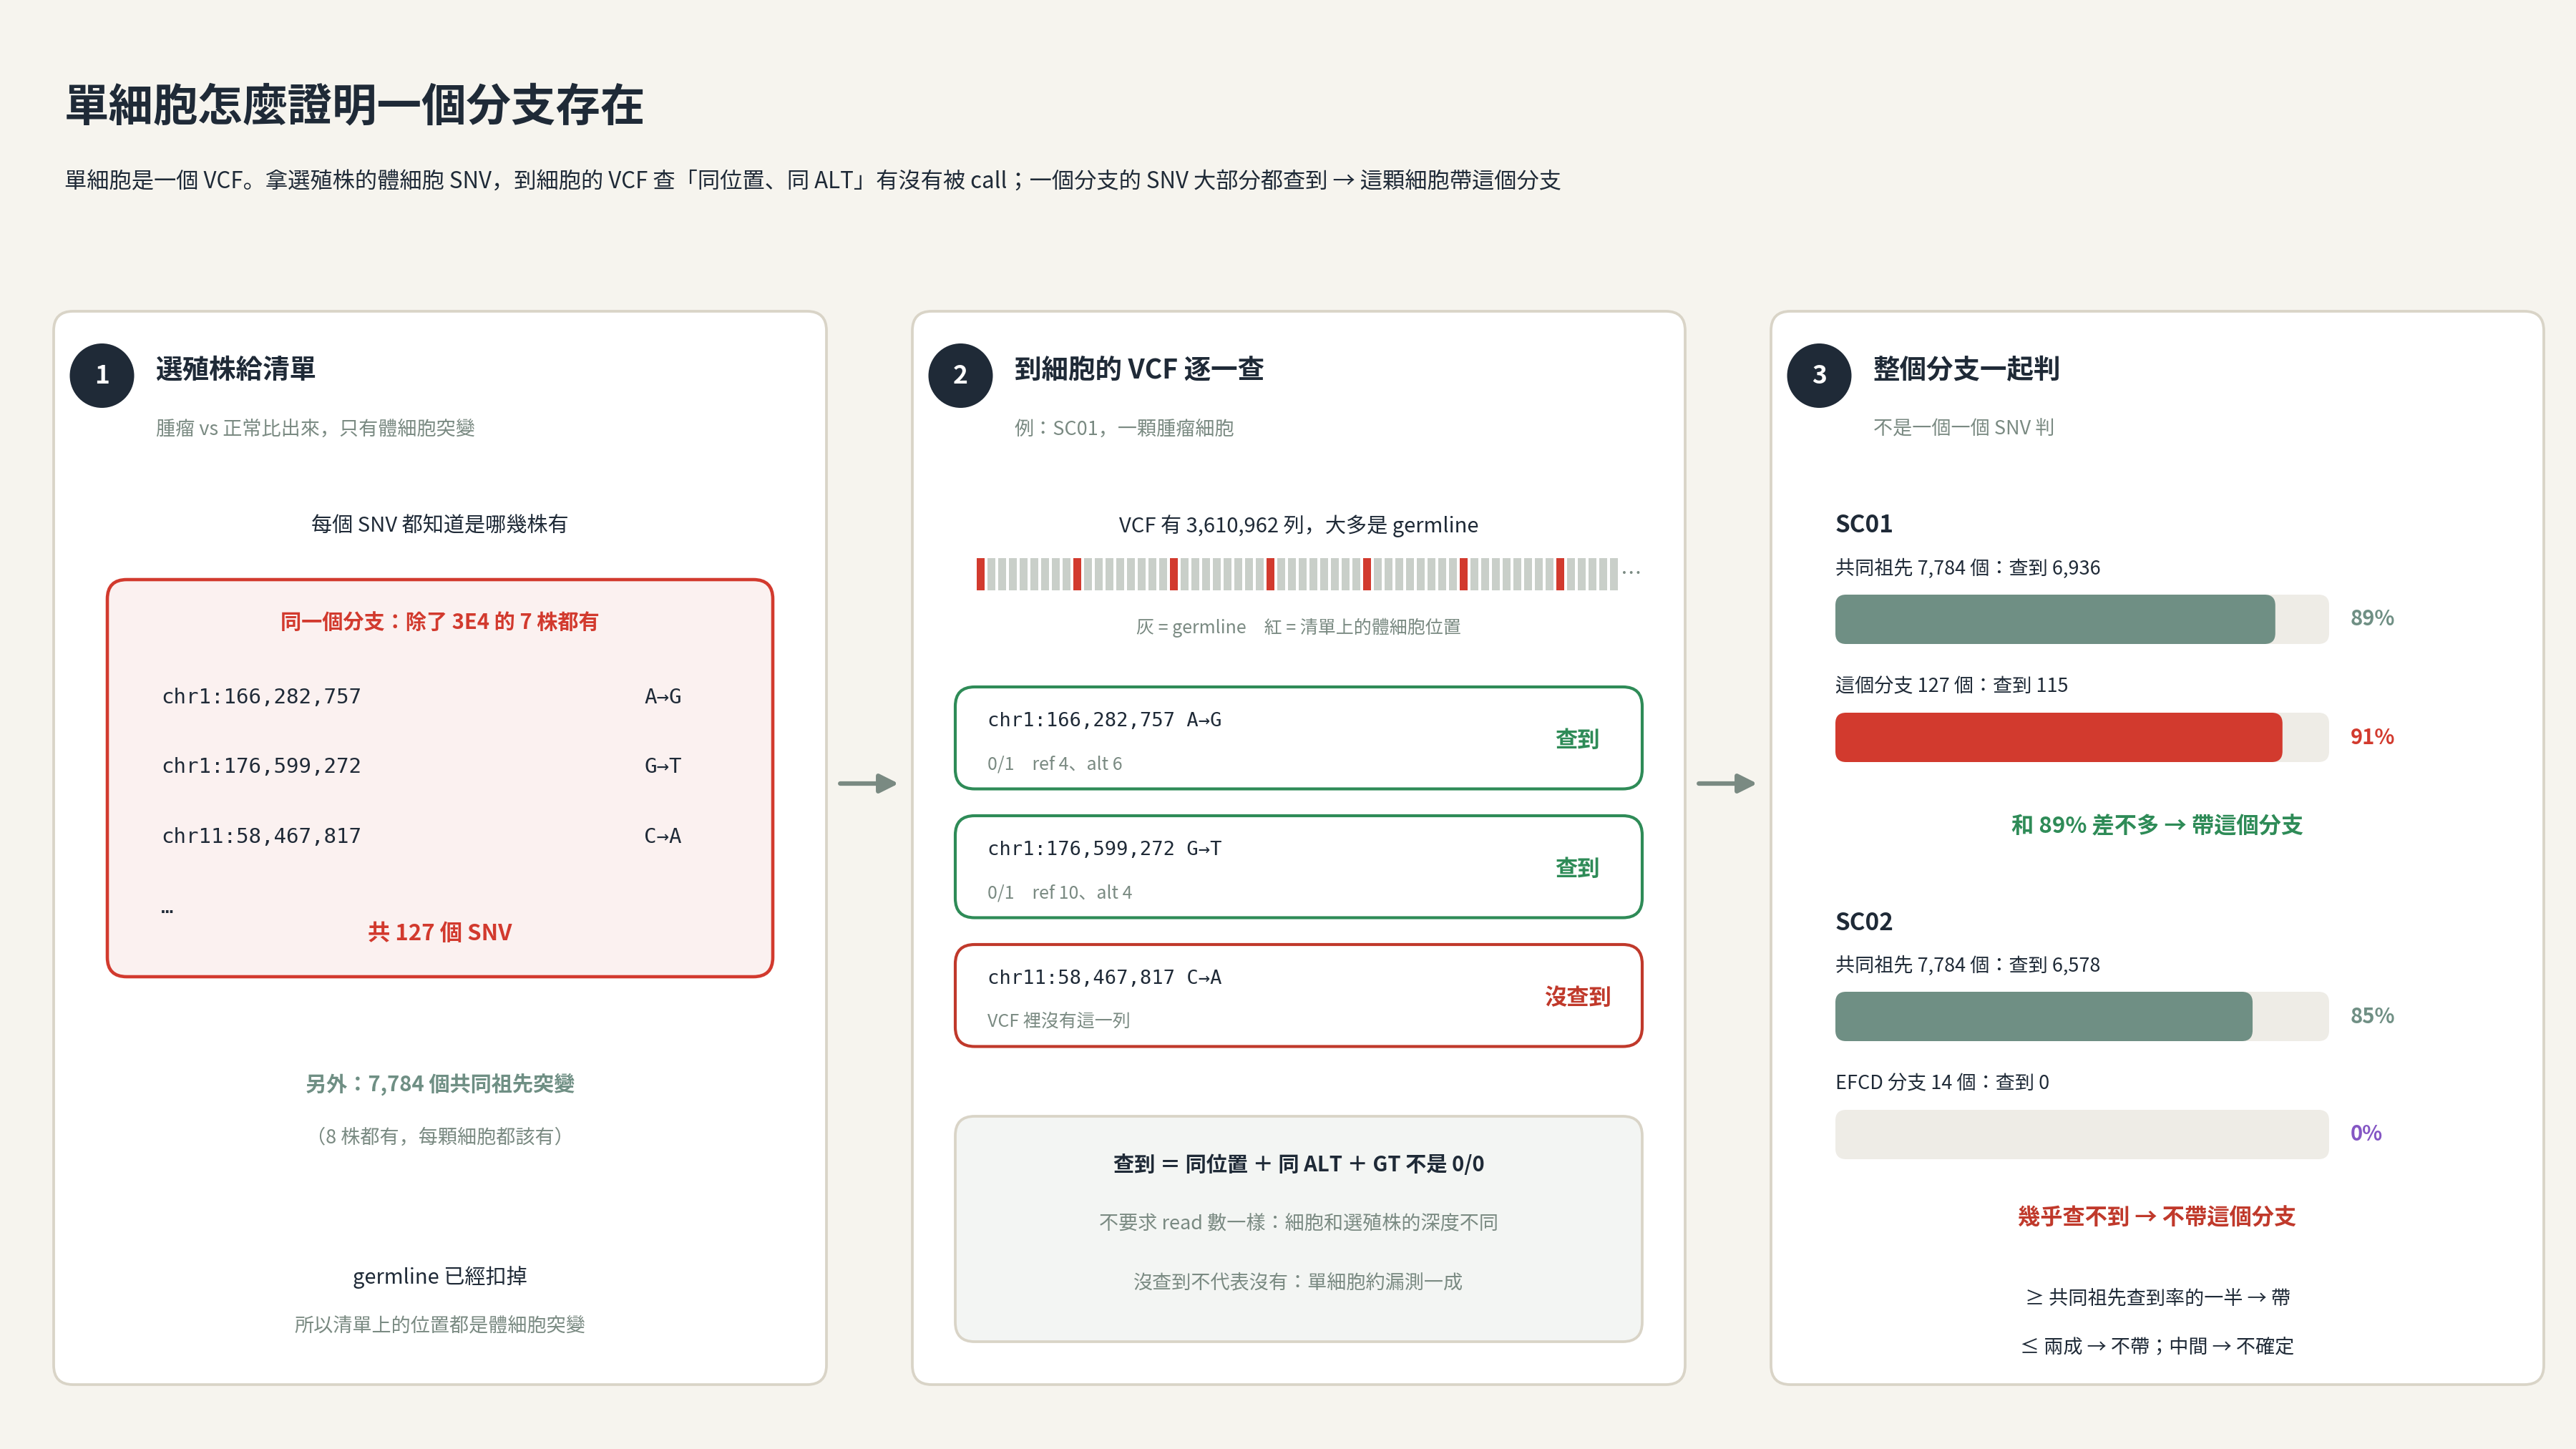 單細胞怎麼證明一個分支存在
單細胞是一個 VCF。拿選殖株的體細胞 SNV，到細胞的 VCF 查「同位置、同 ALT」有沒有被 call；一個分支的 SNV 大部分都查到 → 這顆細胞帶這個分支
1
選殖株給清單
腫瘤 vs 正常比出來，只有體細胞突變
每個 SNV 都知道是哪幾株有
同一個分支：除了 3E4 的 7 株都有
chr1:166,282,757 A→G
chr1:176,599,272 G→T
chr11:58,467,817 C→A
…
共 127 個 SNV
另外：7,784 個共同祖先突變
（8 株都有，每顆細胞都該有）
germline 已經扣掉
所以清單上的位置都是體細胞突變
2
到細胞的 VCF 逐一查
例：SC01，一顆腫瘤細胞
VCF 有 3,610,962 列，大多是 germline
…
灰 = germline 紅 = 清單上的體細胞位置
chr1:166,282,757 A→G
查到
0/1 ref 4、alt 6
chr1:176,599,272 G→T
查到
0/1 ref 10、alt 4
chr11:58,467,817 C→A
沒查到
VCF 裡沒有這一列
查到 ＝ 同位置 ＋ 同 ALT ＋ GT 不是 0/0
不要求 read 數一樣：細胞和選殖株的深度不同
沒查到不代表沒有：單細胞約漏測一成
3
整個分支一起判
不是一個一個 SNV 判
SC01
共同祖先 7,784 個：查到 6,936
89%
這個分支 127 個：查到 115
91%
和 89% 差不多 → 帶這個分支
SC02
共同祖先 7,784 個：查到 6,578
85%
EFCD 分支 14 個：查到 0
0%
幾乎查不到 → 不帶這個分支
≥ 共同祖先查到率的一半 → 帶
≤ 兩成 → 不帶；中間 → 不確定